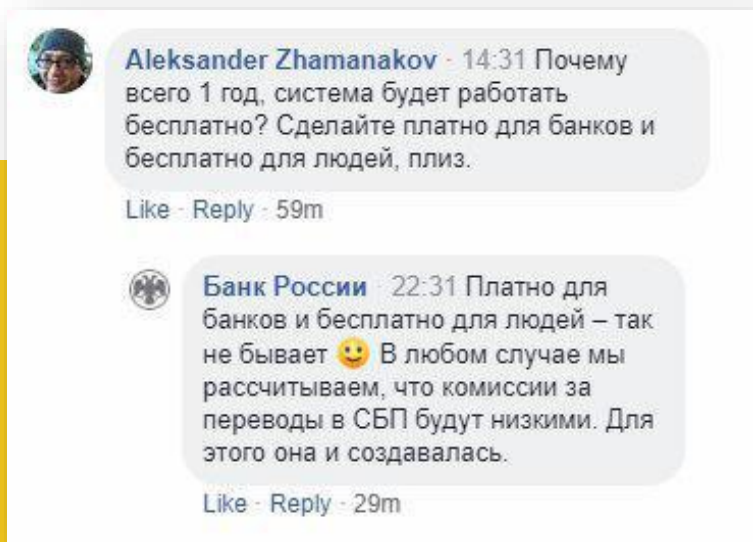 Aleksander Zhamanakov · 14:31 Почему
всего 1 год, система будет работать
бесплатно? Сделайте платно для банков и
бесплатно для людей, плиз.
Like · Reply · 59m
Банк России · 22:31 Платно для
банков и бесплатно для людей – так
не бывает 🙂 В любом случае мы
рассчитываем, что комиссии за
переводы в СБП будут низкими. Для
этого она и создавалась.
Like · Reply · 29m